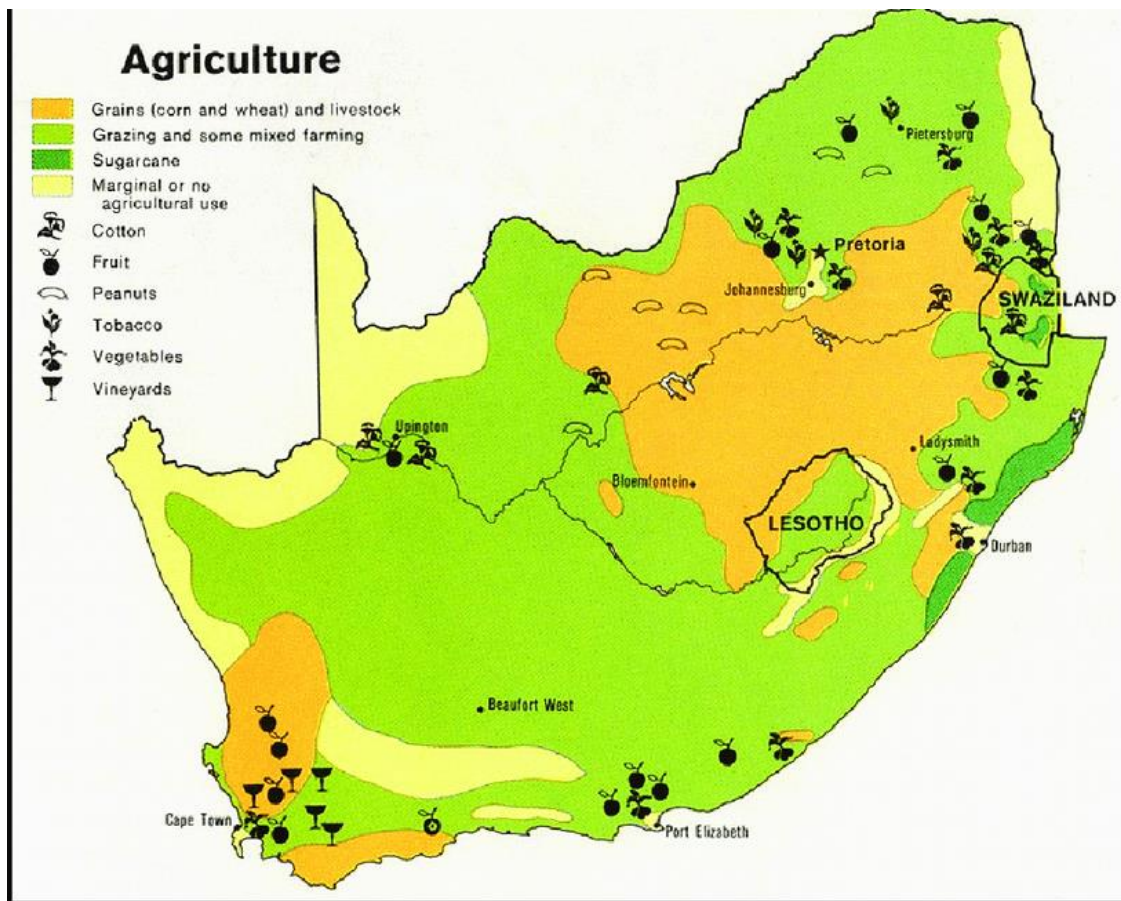 Agriculture
Grains (corn and wheat) and livestock
Grazing and some mixed farming
Sugarcane
Marginal or no
agricultural use
Cotton
Fruit
Peanuts
Tobacco
Vegetables
Vineyards
Pietersburg
Pretoria
Johannesburg
SWAZILAND
Upington
Ladysmith
Bloemfontein
LESOTHO
Durban
Beaufort West
Cape Town
Port Elizabeth